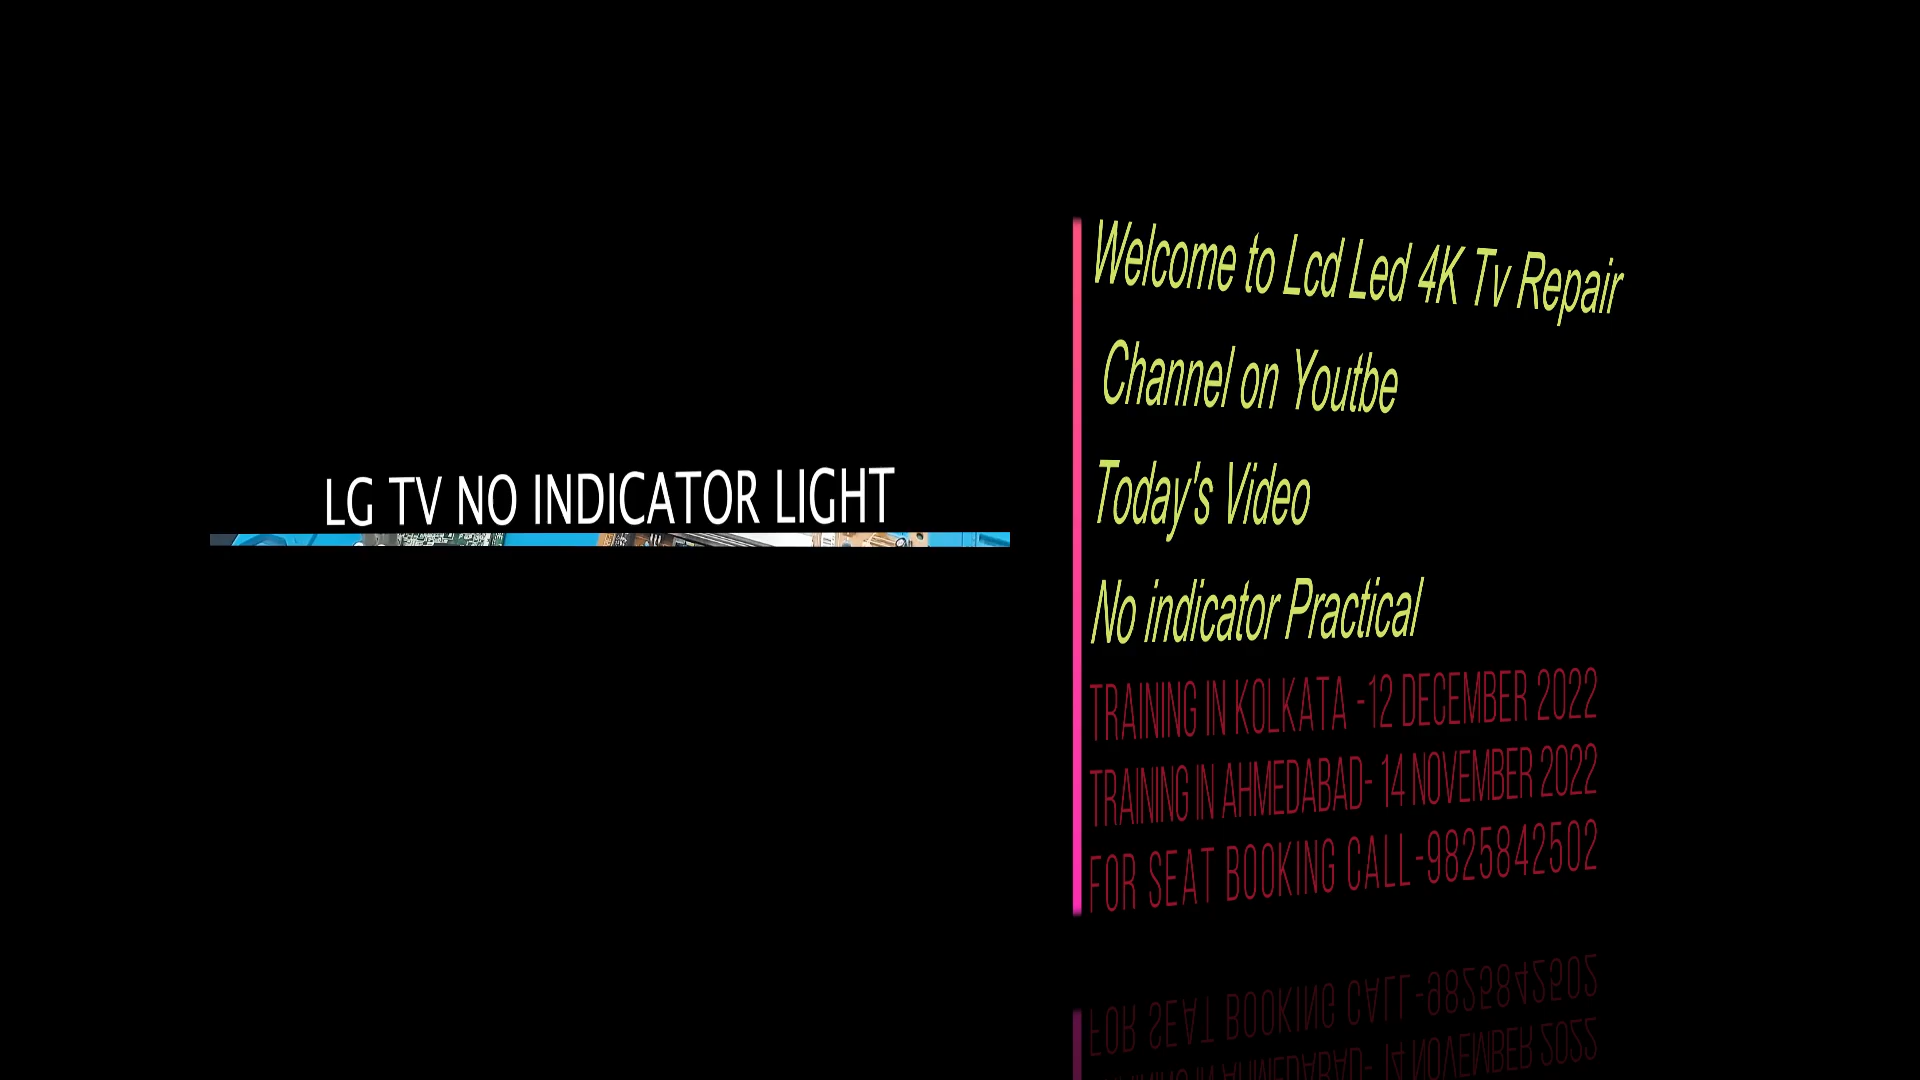 LG TV NO INDICATOR LIGHT
Welcome to Lcd Led 4K Tv Repair
Channel on Youtbe
Today's Video
No indicator Practical
TRAINING IN KOLKATA -12 DECEMBER 2022
TRAINING IN AHMEDABAD- 14 NOVEMBER 2022
FOR SEAT BOOKING CALL -9825842502